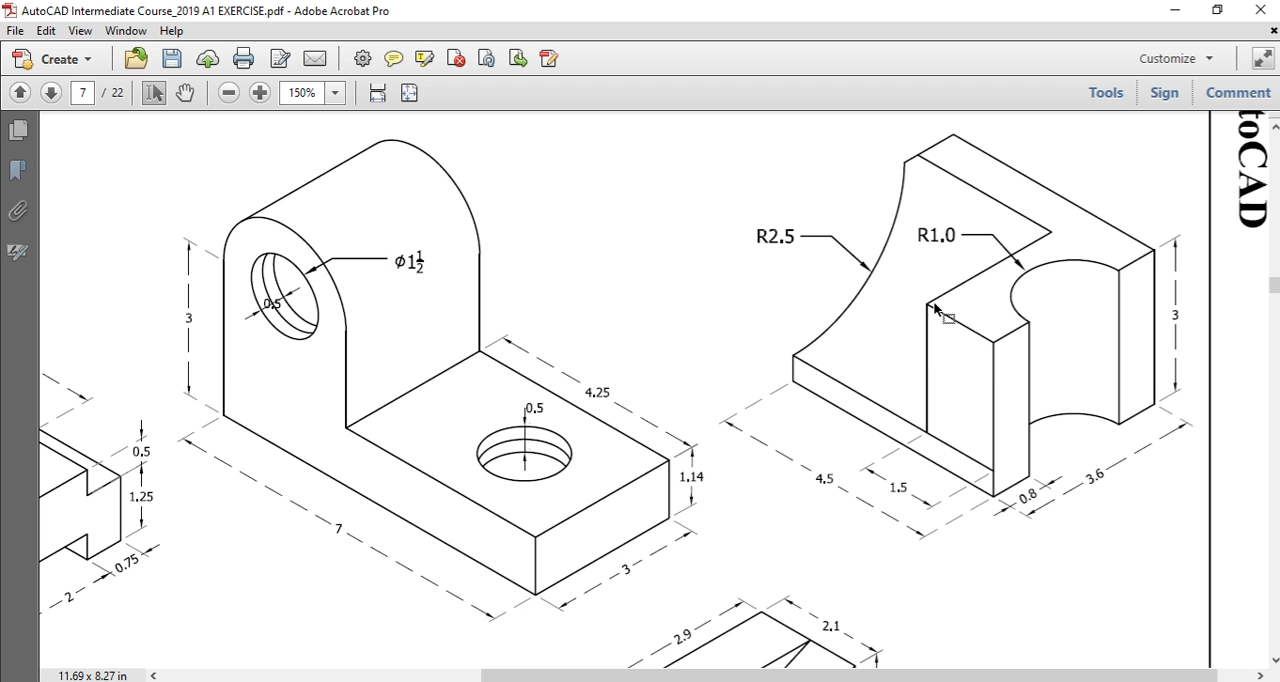 AutoCAD Intermediate Course_2019 A1 EXERCISE.pdf - Adobe Acrobat Pro
File Edit View Window Help
Create
Customize
7 / 22
150%
Tools Sign Comment
toCAD
R2.5
R1.0
ϕ1½
0.5
3
3
4.25
0.5
0.5
1.14
1.25
4.5
1.5
0.8
3.6
7
0.75
2
3
2.9
2.1
11.69 x 8.27 in